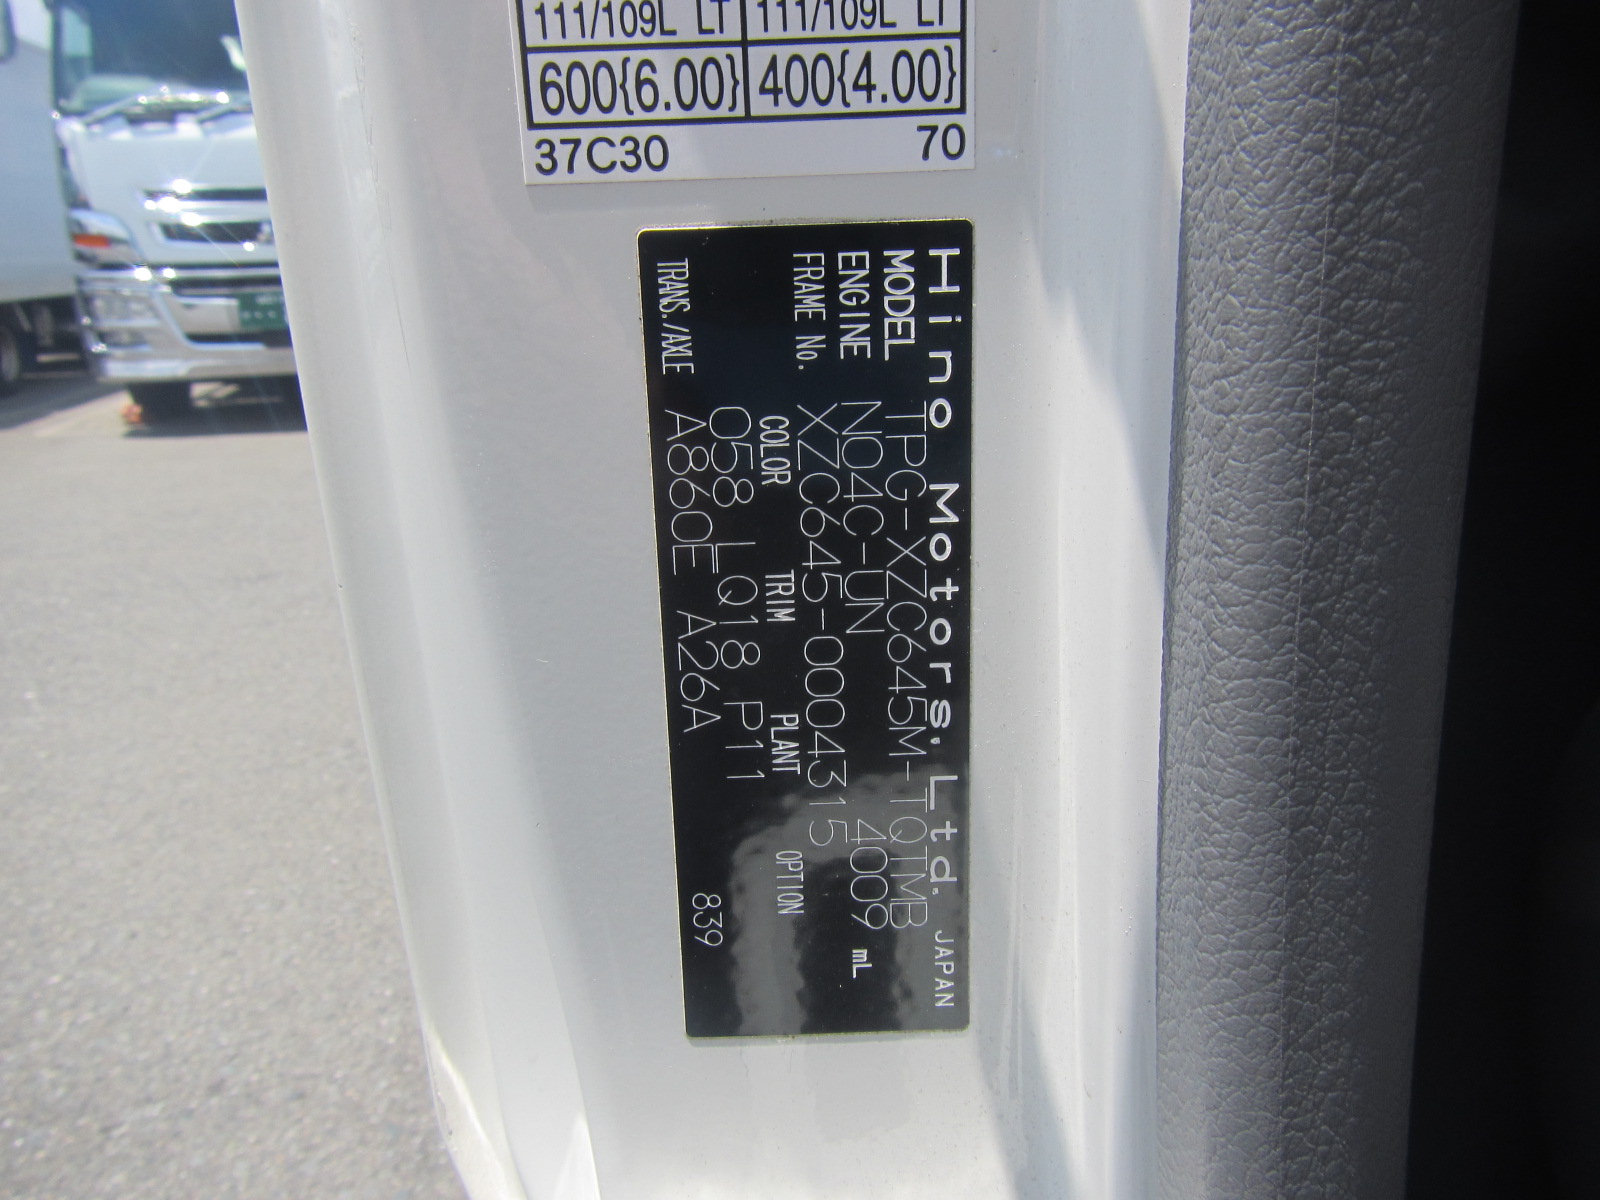 111/109L LT 111/109L LT
600{6.00} 400{4.00}
37C30 70
Hino Motors, Ltd. JAPAN
MODEL TPG-XZC645M-TQTMB
ENGINE N04C-UN 4009 mL
FRAME No. XZC645-0004315
COLOR TRIM PLANT OPTION
058 LQ18 P11
TRANS./AXLE A860E A26A 839